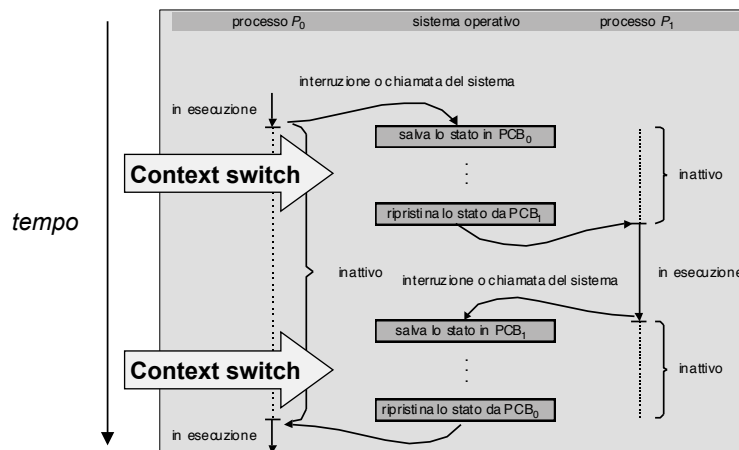 processo P0 sistema operativo processo P1
interruzione o chiamata del sistema
in esecuzione
salva lo stato in PCB0
Context switch
inattivo
ripristina lo stato da PCB1
tempo
inattivo
in esecuzione
interruzione o chiamata del sistema
salva lo stato in PCB1
Context switch
inattivo
ripristina lo stato da PCB0
in esecuzione